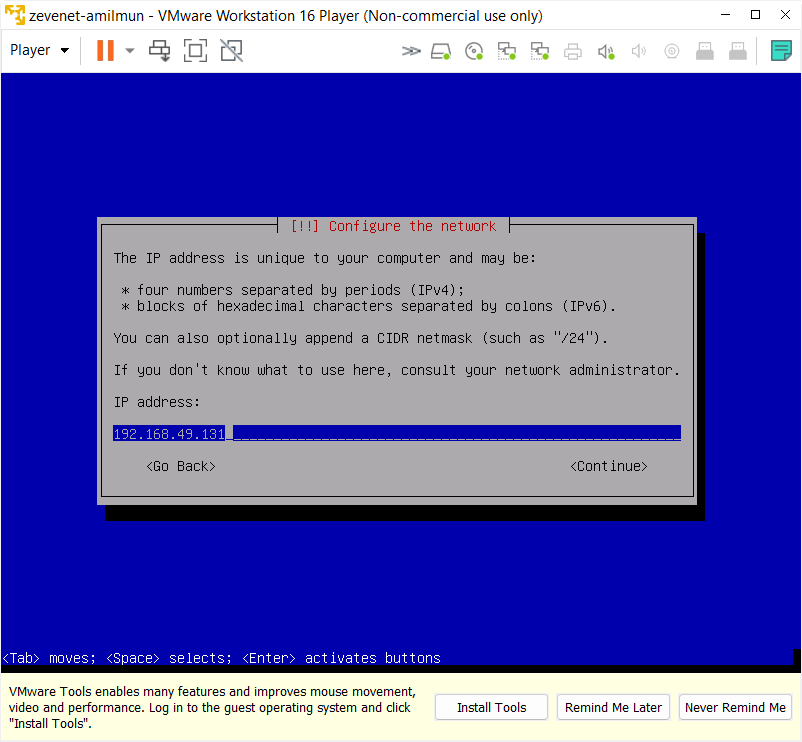 zevenet-amilmun - VMware Workstation 16 Player (Non-commercial use only)
Player
[!!] Configure the network
The IP address is unique to your computer and may be:
* four numbers separated by periods (IPv4);
* blocks of hexadecimal characters separated by colons (IPv6).
You can also optionally append a CIDR netmask (such as "/24").
If you don't know what to use here, consult your network administrator.
IP address:
192.168.49.131
<Go Back> <Continue>
<Tab> moves; <Space> selects; <Enter> activates buttons
VMware Tools enables many features and improves mouse movement,
video and performance. Log in to the guest operating system and click
"Install Tools".
Install Tools Remind Me Later Never Remind Me